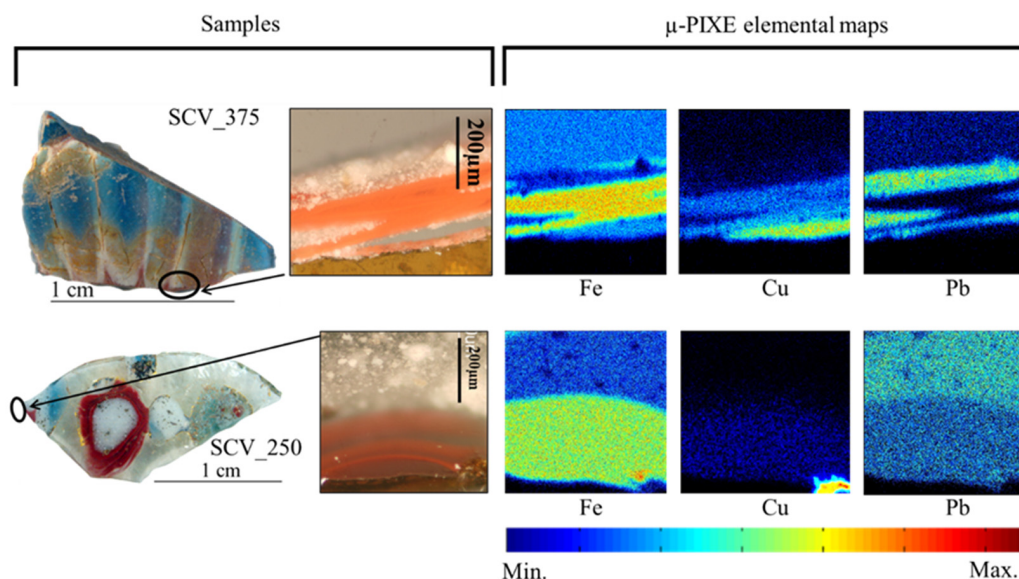 Samples
µ-PIXE elemental maps
SCV_375
200µm
1 cm
Fe
Cu
Pb
200µm
SCV_250
1 cm
Fe
Cu
Pb
Min.
Max.